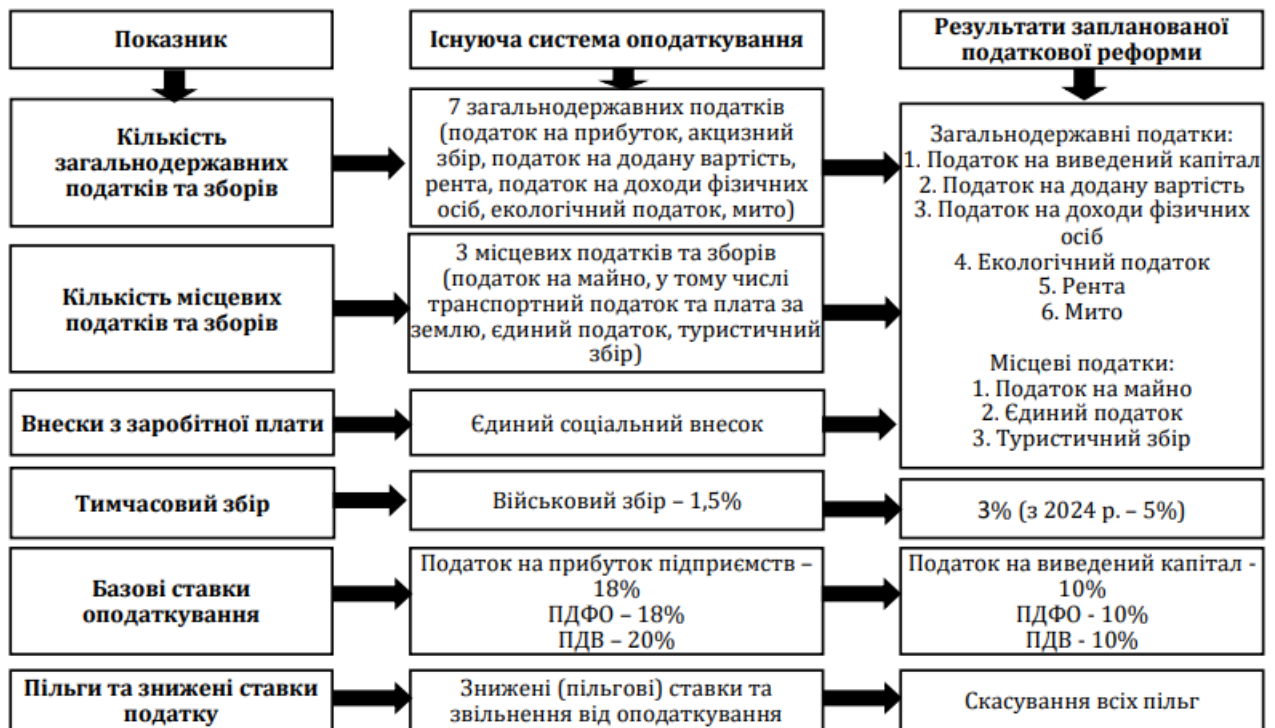 Показник
Існуюча система оподаткування
Результати запланованої
податкової реформи
Кількість
загальнодержавних
податків та зборів
7 загальнодержавних податків
(податок на прибуток, акцизний
збір, податок на додану вартість,
рента, податок на доходи фізичних
осіб, екологічний податок, мито)
Загальнодержавні податки:
1. Податок на виведений капітал
2. Податок на додану вартість
3. Податок на доходи фізичних
осіб
4. Екологічний податок
5. Рента
6. Мито
Місцеві податки:
1. Податок на майно
2. Єдиний податок
3. Туристичний збір
Кількість місцевих
податків та зборів
3 місцевих податків та зборів
(податок на майно, у тому числі
транспортний податок та плата за
землю, єдиний податок, туристичний
збір)
Внески з заробітної плати
Єдиний соціальний внесок
Тимчасовий збір
Військовий збір – 1,5%
3% (з 2024 р. – 5%)
Базові ставки
оподаткування
Податок на прибуток підприємств –
18%
ПДФО – 18%
ПДВ – 20%
Податок на виведений капітал -
10%
ПДФО - 10%
ПДВ - 10%
Пільги та знижені ставки
податку
Знижені (пільгові) ставки та
звільнення від оподаткування
Скасування всіх пільг